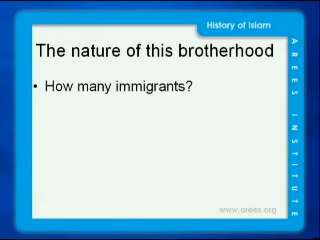 History of Islam
The nature of this brotherhood
• How many immigrants?
AREES INSTITUTE
www.arees.org